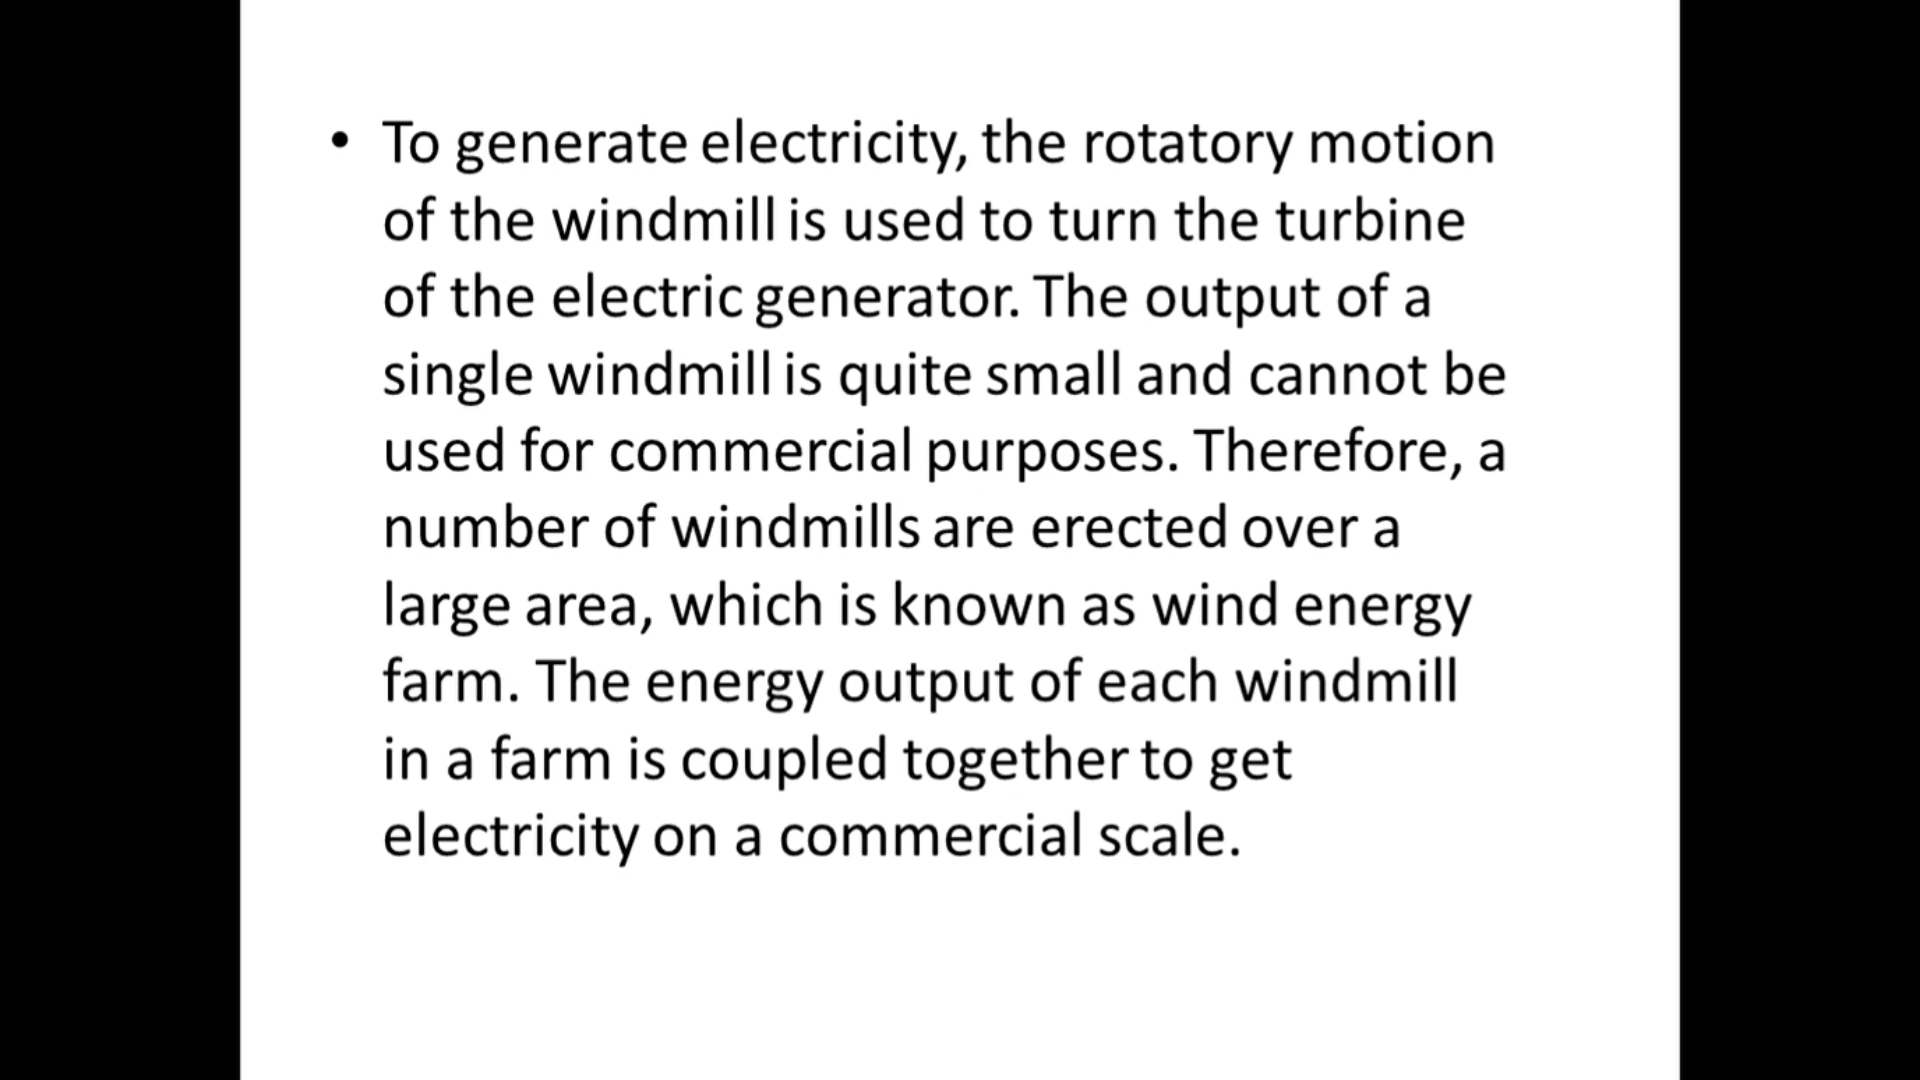 • To generate electricity, the rotatory motion
of the windmill is used to turn the turbine
of the electric generator. The output of a
single windmill is quite small and cannot be
used for commercial purposes. Therefore, a
number of windmills are erected over a
large area, which is known as wind energy
farm. The energy output of each windmill
in a farm is coupled together to get
electricity on a commercial scale.